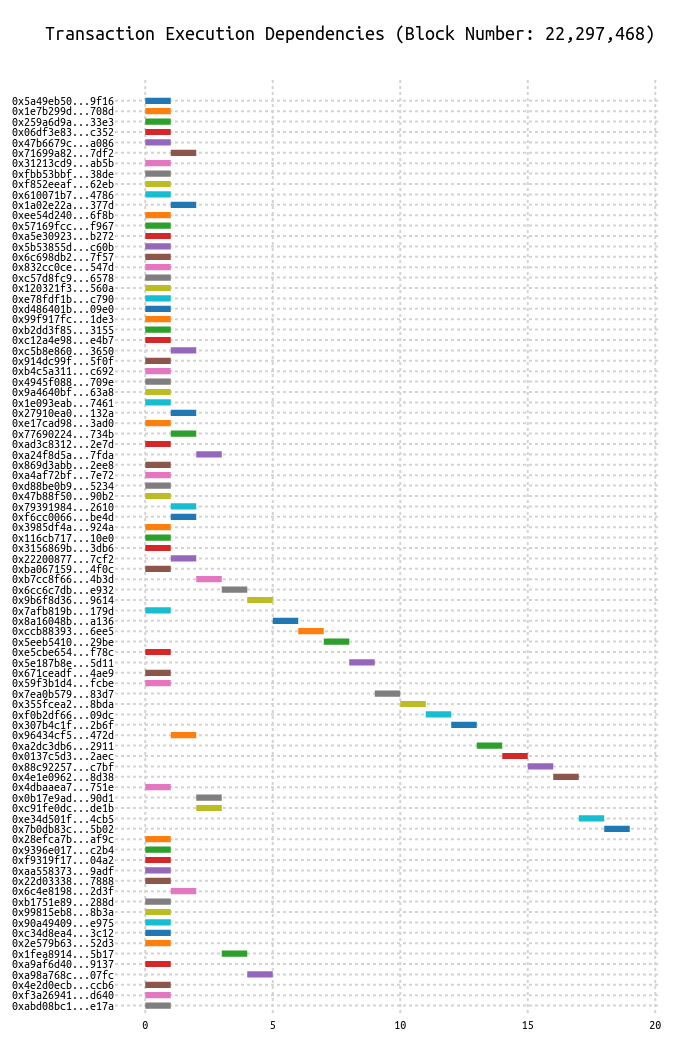 Transaction Execution Dependencies (Block Number: 22,297,468)
0x5a49eb50...9f16
0x1e7b299d...708d
0x259a6d9a...33e3
0x06df3e83...c352
0x47b6679c...a086
0x71699a82...7df2
0x31213cd9...ab5b
0xfbb53bbf...38de
0xf852eeaf...62eb
0x610071b7...4786
0x1a02e22a...377d
0xee54d240...6f8b
0x57169fcc...f967
0xa5e30923...b272
0x5b53855d...c60b
0x6c698db2...7f57
0x832cc0ce...547d
0xc57d8fc9...6578
0x120321f3...560a
0xe78fdf1b...c790
0xd486401b...09e0
0x99f917fc...1de3
0xb2dd3f85...3155
0xc12a4e98...e4b7
0xc5b8e860...3650
0x914dc99f...5f0f
0xb4c5a311...c692
0x4945f088...709e
0x9a4640bf...63a8
0x1e093eab...7461
0x27910ea0...132a
0xe17cad98...3ad0
0x77690224...734b
0xad3c8312...2e7d
0xa24f8d5a...7fda
0x869d3abb...2ee8
0xa4af72bf...7e72
0xd88be0b9...5234
0x47b88f50...90b2
0x79391984...2610
0xf6cc0066...be4d
0x3985df4a...924a
0x116cb717...10e0
0x3156869b...3db6
0x22200877...7cf2
0xba067159...4f0c
0xb7cc8f66...4b3d
0x6cc6c7db...e932
0x9b6f8d36...9614
0x7afb819b...179d
0x8a16048b...a136
0xccb88393...6ee5
0x5eeb5410...29be
0xe5cbe654...f78c
0x5e187b8e...5d11
0x671ceadf...4ae9
0x59f3b1d4...fcbe
0x7ea0b579...83d7
0x355fcea2...8bda
0xf0b2df66...09dc
0x307b4c1f...2b6f
0x96434cf5...472d
0xa2dc3db6...2911
0x0137c5d3...2aec
0x88c92257...c7bf
0x4e1e0962...8d38
0x4dbaaea7...751e
0x0b17e9ad...90d1
0xc91fe0dc...de1b
0xe34d501f...4cb5
0x7b0db83c...5b02
0x28efca7b...af9c
0x9396e017...c2b4
0xf9319f17...04a2
0xaa558373...9adf
0x22d03338...7888
0x6c4e8198...2d3f
0xb1751e89...288d
0x99815eb8...8b3a
0x90a49409...e975
0xc34d8ea4...3c12
0x2e579b63...52d3
0x1fea8914...5b17
0xa9af6d40...9137
0xa98a768c...07fc
0x4e2d0ecb...ccb6
0xf3a26941...d640
0xabd08bc1...e17a
0 5 10 15 20